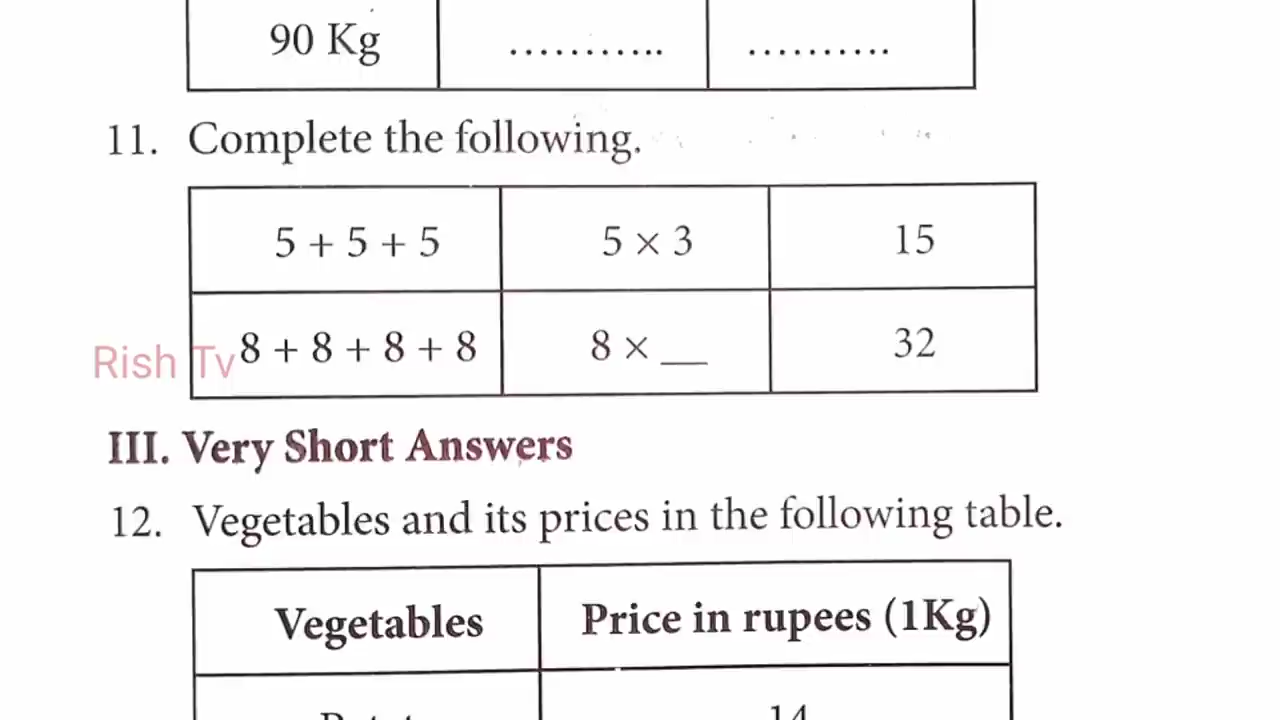 90 Kg ........... ..........
11. Complete the following.
5 + 5 + 5 5 × 3 15
Rish Tv 8 + 8 + 8 + 8 8 × __ 32
III. Very Short Answers
12. Vegetables and its prices in the following table.
Vegetables Price in rupees (1Kg)
14